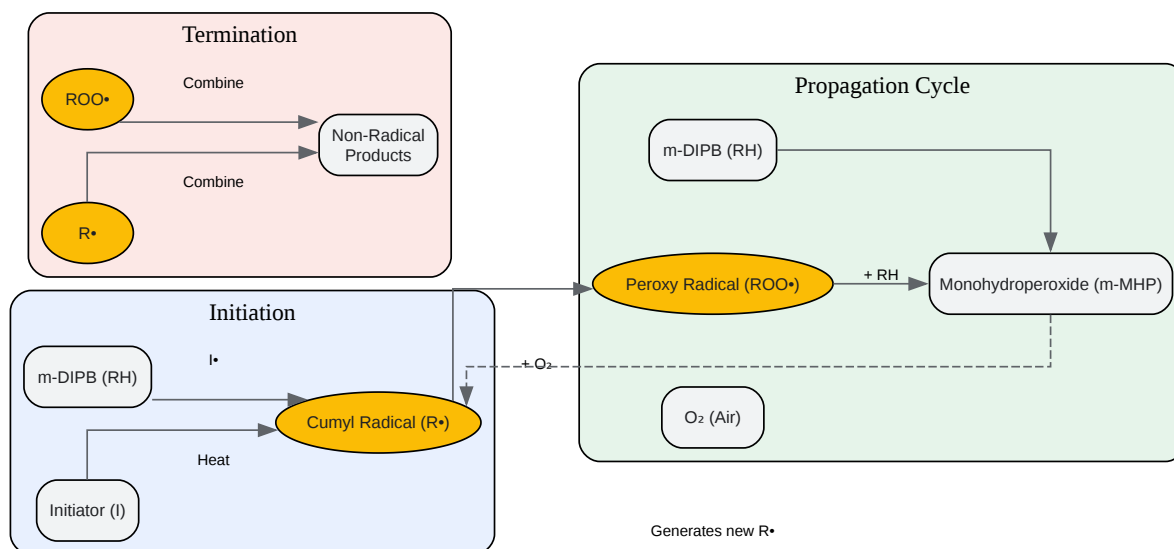 Termination
Combine
ROO•
Non-Radical
Products
Combine
R•
Propagation Cycle
m-DIPB (RH)
Peroxy Radical (ROO•)
+ RH
Monohydroperoxide (m-MHP)
+ O₂
O₂ (Air)
Initiation
I•
m-DIPB (RH)
Cumyl Radical (R•)
Heat
Initiator (I)
Generates new R•